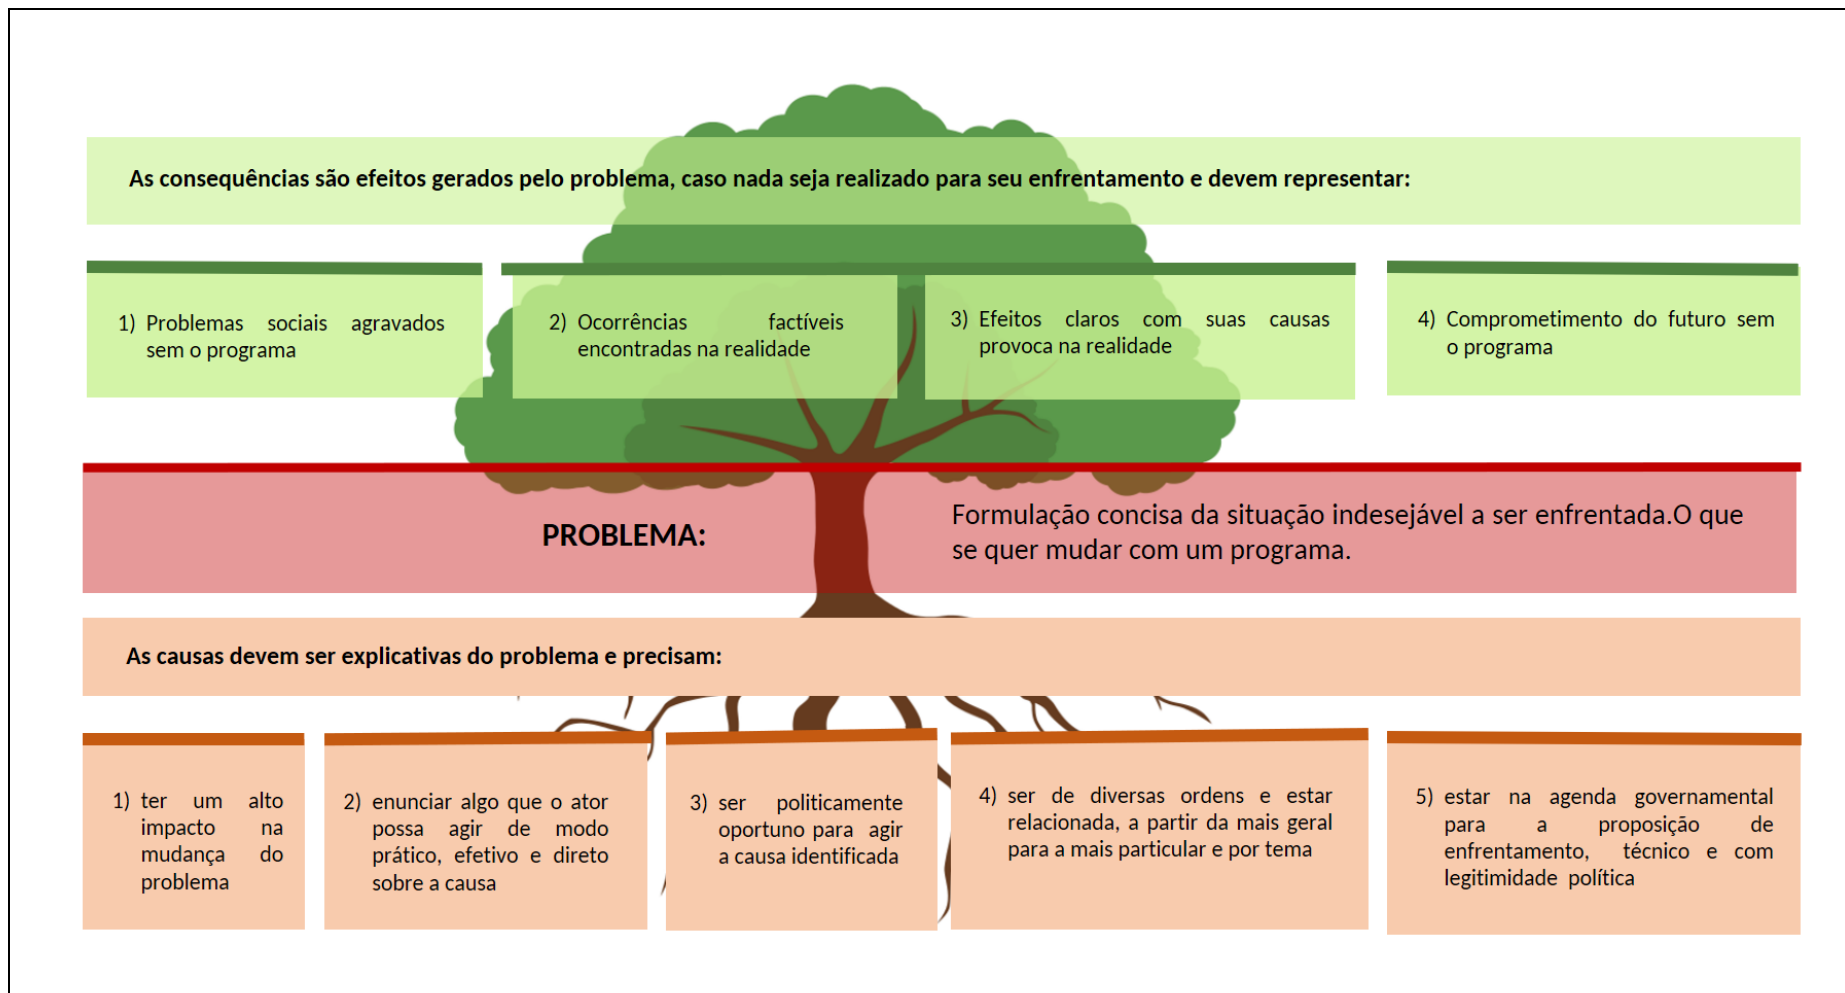 As consequências são efeitos gerados pelo problema, caso nada seja realizado para seu enfrentamento e devem representar:
1) Problemas sociais agravados
sem o programa
2) Ocorrências factíveis
encontradas na realidade
3) Efeitos claros com suas causas
provoca na realidade
4) Comprometimento do futuro sem
o programa
PROBLEMA:
Formulação concisa da situação indesejável a ser enfrentada.O que
se quer mudar com um programa.
As causas devem ser explicativas do problema e precisam:
1) ter um alto
impacto na
mudança do
problema
2) enunciar algo que o ator
possa agir de modo
prático, efetivo e direto
sobre a causa
3) ser politicamente
oportuno para agir
a causa identificada
4) ser de diversas ordens e estar
relacionada, a partir da mais geral
para a mais particular e por tema
5) estar na agenda governamental
para a proposição de
enfrentamento, técnico e com
legitimidade política